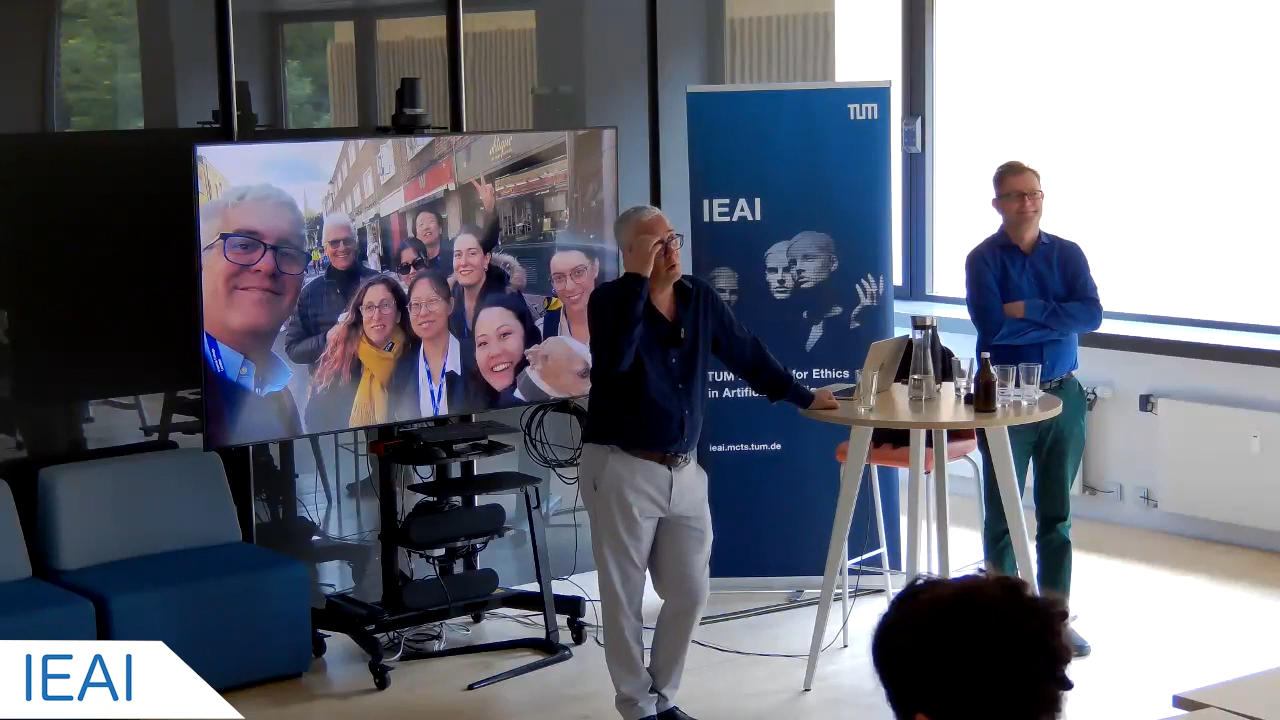 TUM
IEAI
TUM for Ethics
in Artific
ieai.mcts.tum.de
IEAI